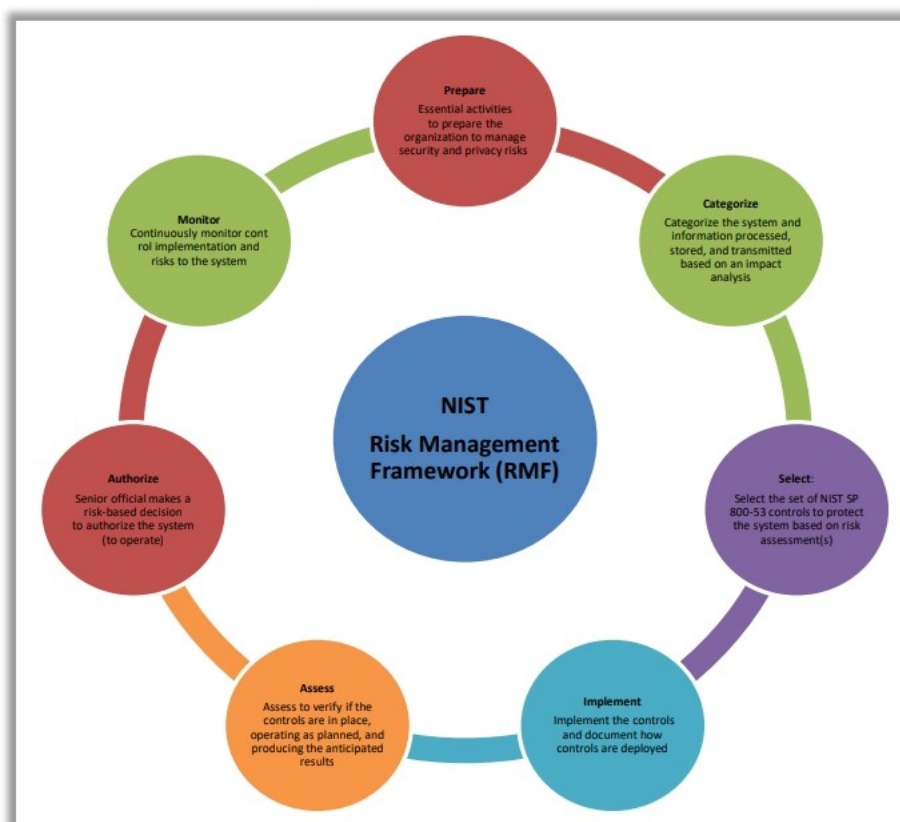 Prepare
Essential activities
to prepare the
organization to manage
security and privacy risks
Categorize
Categorize the system and
information processed,
stored, and transmitted
based on an impact
analysis
Select:
Select the set of NIST SP
800-53 controls to protect
the system based on risk
assessment(s)
Implement
Implement the controls
and document how
controls are deployed
Assess
Assess to verify if the
controls are in place,
operating as planned, and
producing the anticipated
results
Authorize
Senior official makes a
risk-based decision
to authorize the system
(to operate)
Monitor
Continuously monitor cont
rol implementation and
risks to the system
NIST
Risk Management
Framework (RMF)